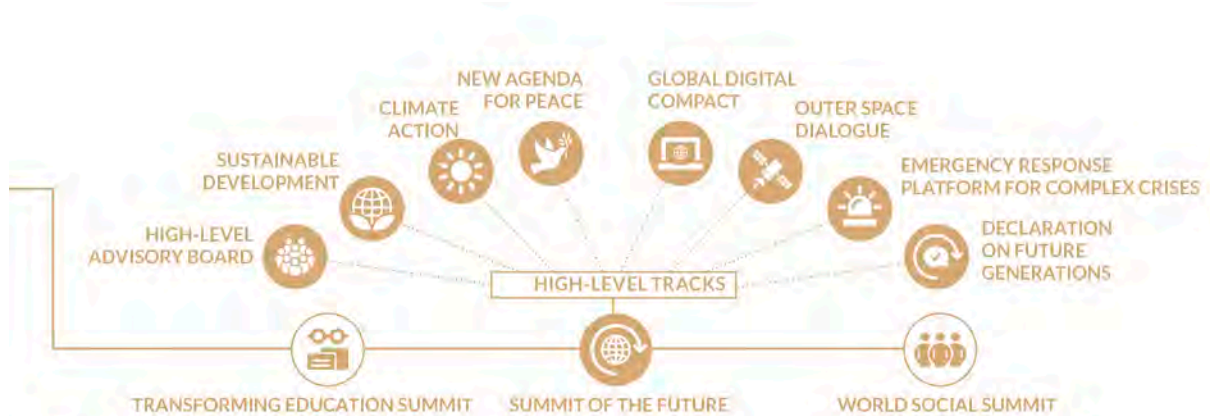 NEW AGENDA
FOR PEACE
GLOBAL DIGITAL
COMPACT
CLIMATE
ACTION
OUTER SPACE
DIALOGUE
SUSTAINABLE
DEVELOPMENT
EMERGENCY RESPONSE
PLATFORM FOR COMPLEX CRISES
HIGH-LEVEL
ADVISORY BOARD
DECLARATION
ON FUTURE
GENERATIONS
HIGH-LEVEL TRACKS
TRANSFORMING EDUCATION SUMMIT
SUMMIT OF THE FUTURE
WORLD SOCIAL SUMMIT